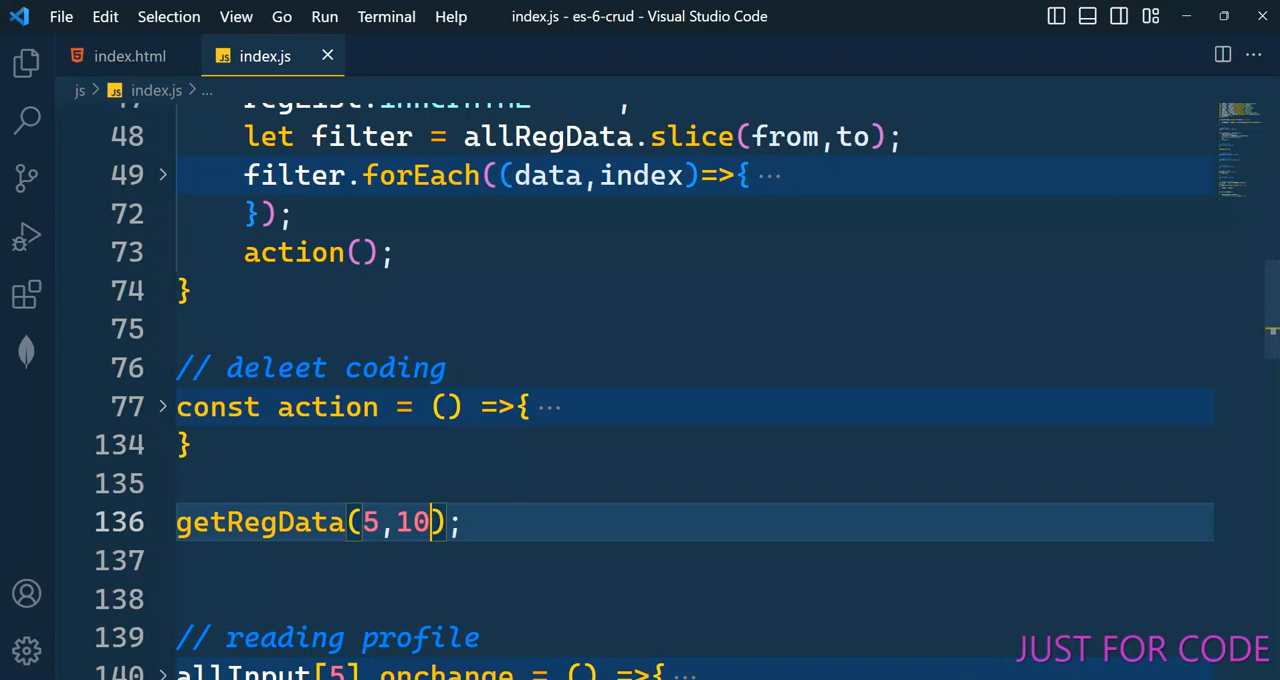 File Edit Selection View Go Run Terminal Help index.js - es-6-crud - Visual Studio Code
index.html index.js
js > index.js > ...
48 let filter = allRegData.slice(from,to);
49 filter.forEach((data,index)=>{ ...
72 });
73 action();
74 }
75
76 // deleet coding
77 const action = () =>{ ...
134 }
135
136 getRegData(5,10);
137
138
139 // reading profile
140 allInput[5].onchange = () =>{ ...
JUST FOR CODE